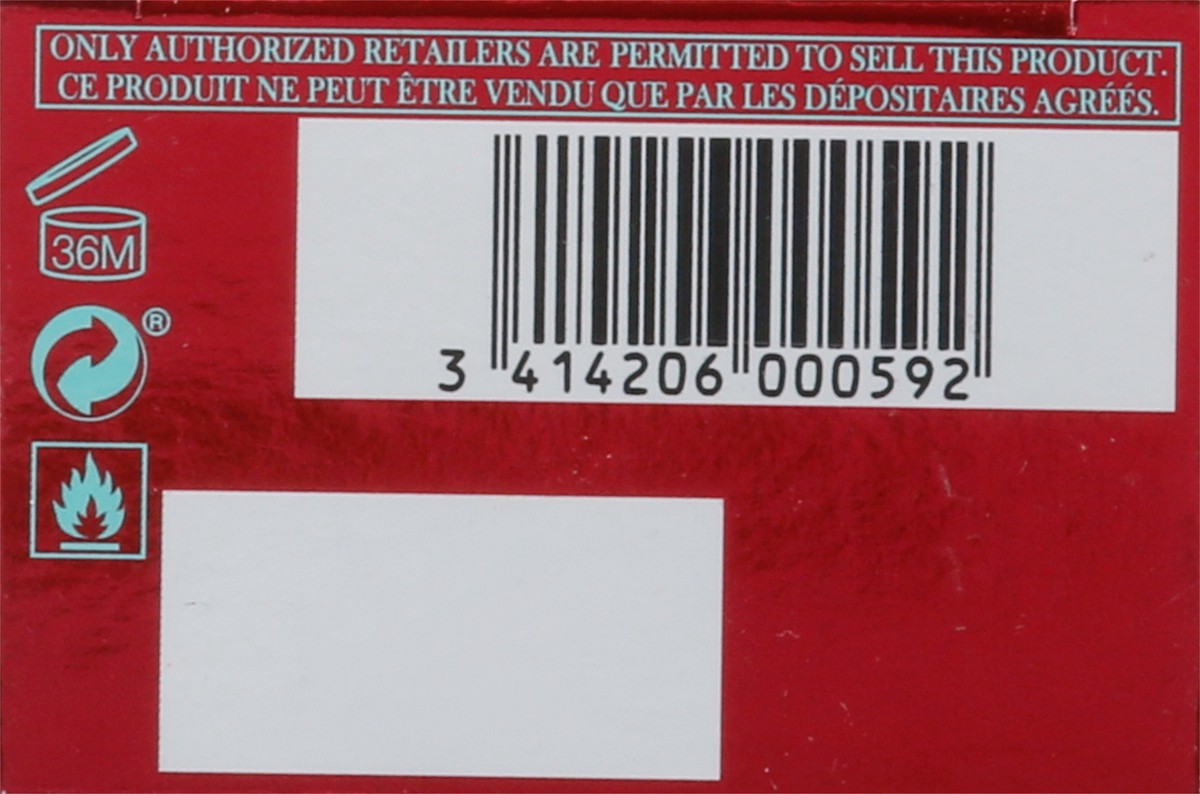 ONLY AUTHORIZED RETAILERS ARE PERMITTED TO SELL THIS PRODUCT.
CE PRODUIT NE PEUT ÊTRE VENDU QUE PAR LES DÉPOSITAIRES AGRÉÉS.
36M
®
3 414206 000592